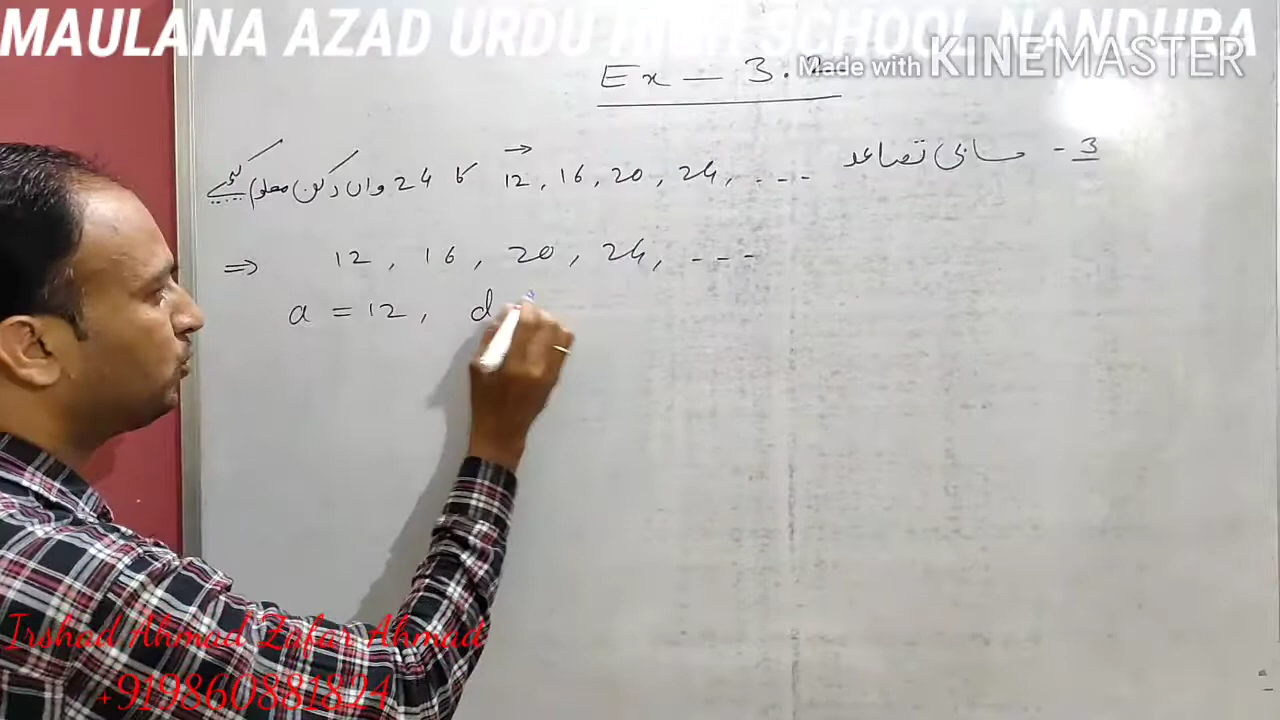 MAULANA AZAD URDU HIGH SCHOOL NANDURA
Made with KINEMASTER
Ex — 3.2
3 - حسابی تصاعد 12, 16, 20, 24, - - - کا 24 واں رکن معلوم کیجیے
⇒ 12, 16, 20, 24, - - -
a = 12, d
Irshad Ahmad Zafar Ahmad
+919860881824